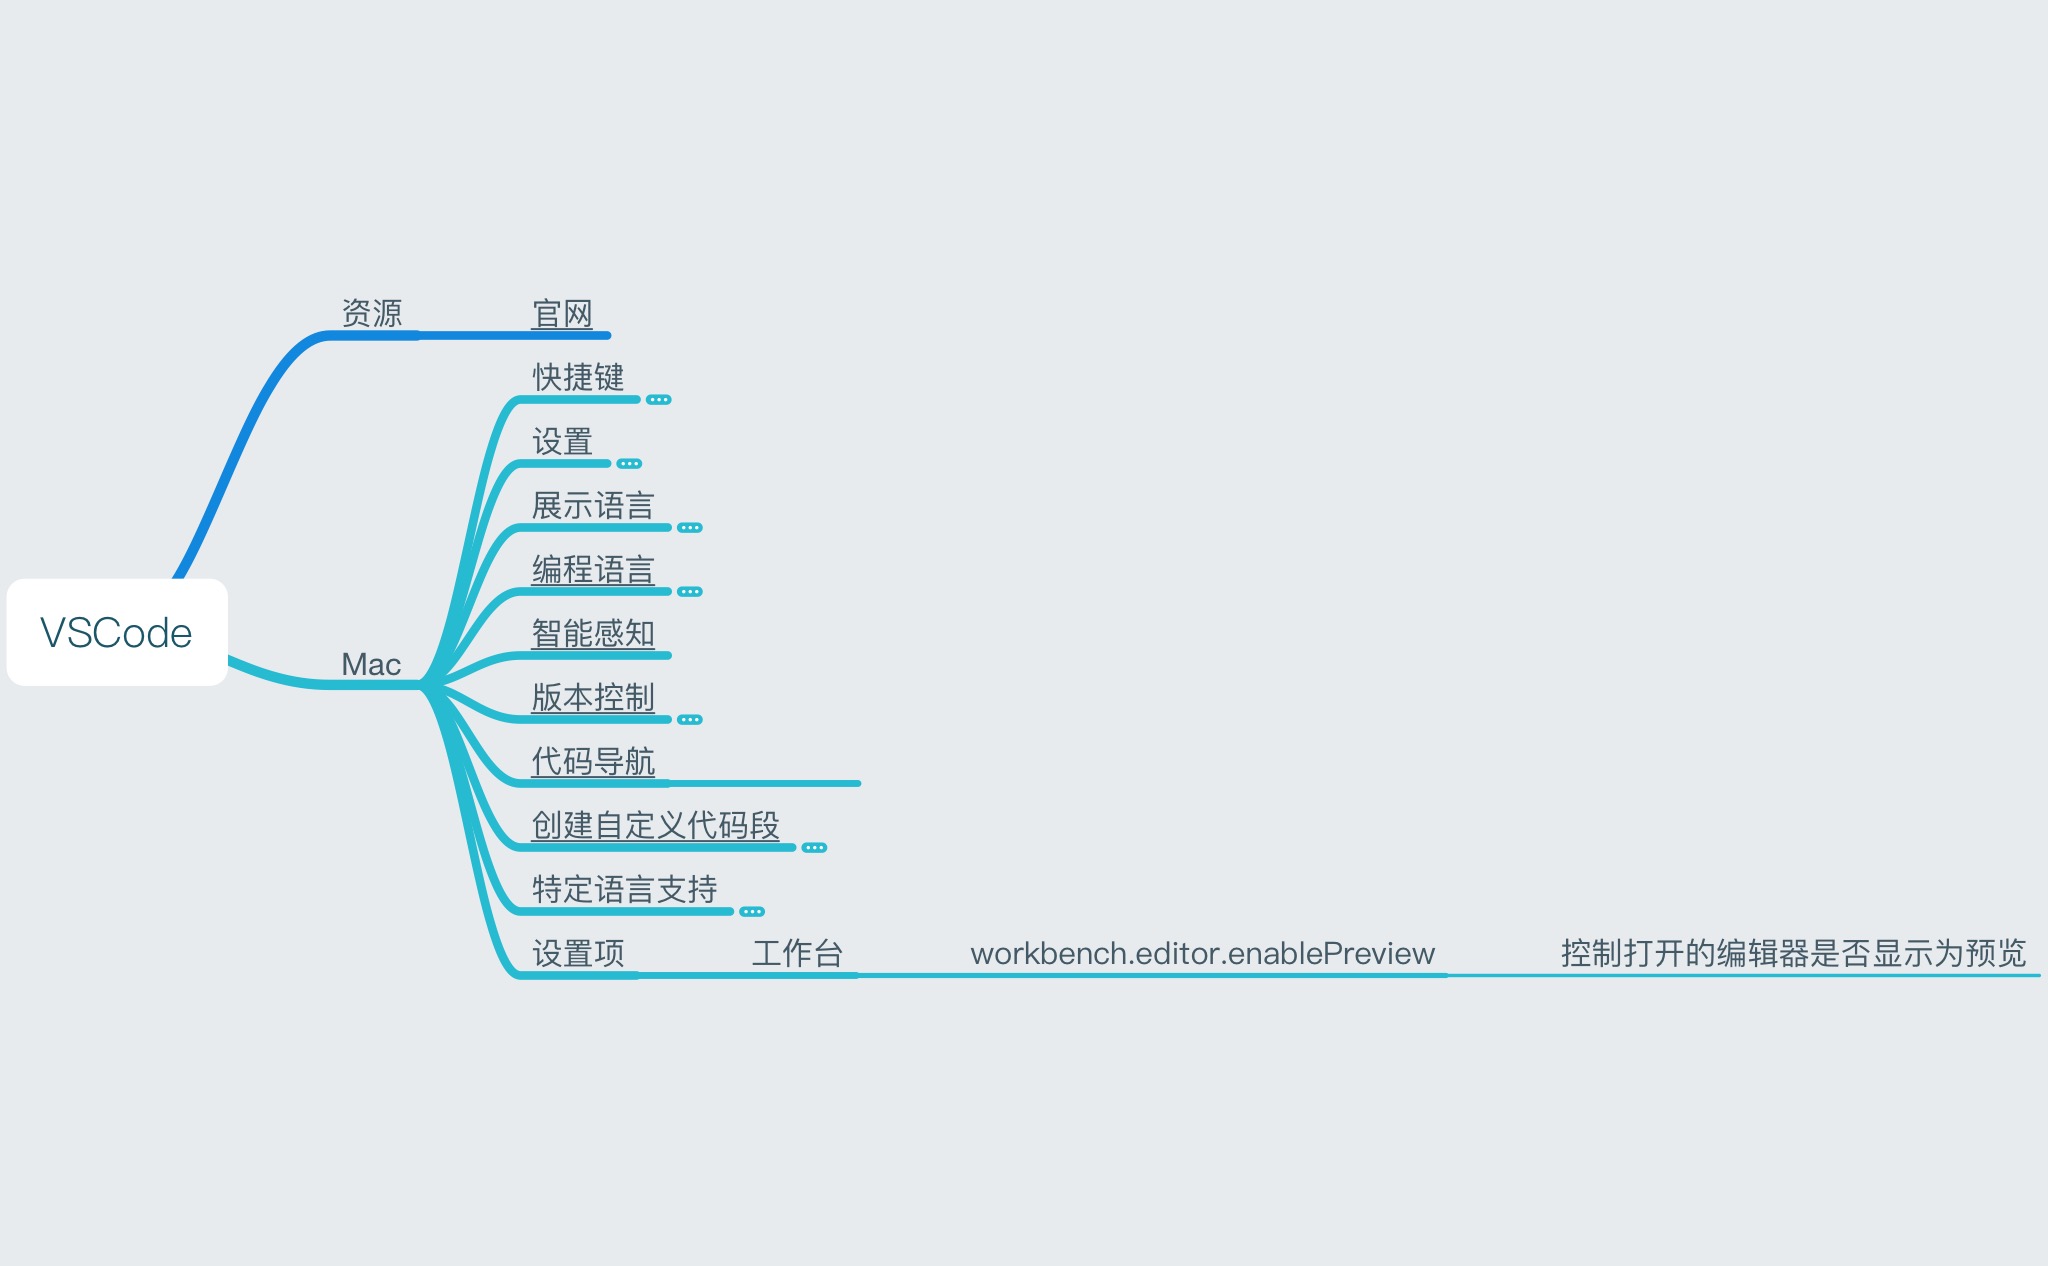 VSCode
资源
官网
Mac
快捷键
设置
展示语言
编程语言
智能感知
版本控制
代码导航
创建自定义代码段
特定语言支持
设置项
工作台
workbench.editor.enablePreview
控制打开的编辑器是否显示为预览